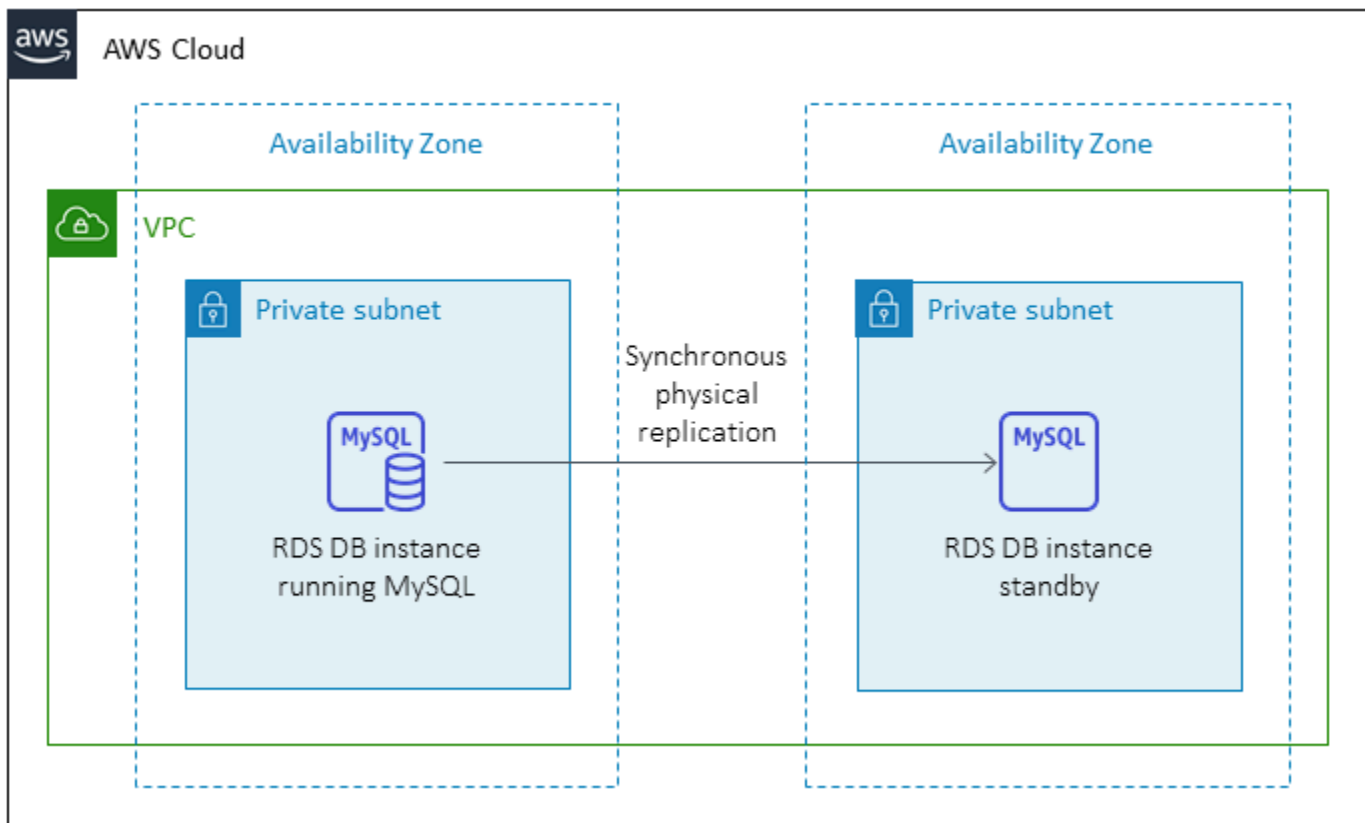 aws
AWS Cloud
Availability Zone
Availability Zone
VPC
Private subnet
Private subnet
Synchronous
physical
replication
MySQL
MySQL
RDS DB instance
running MySQL
RDS DB instance
standby